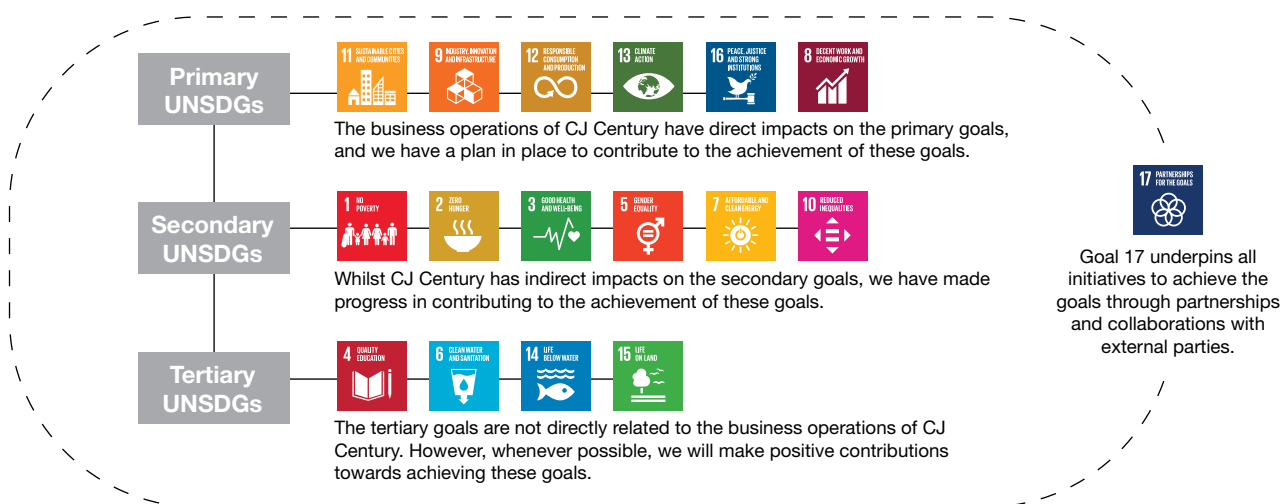 Primary
UNSDGs
11 SUSTAINABLE CITIES
AND COMMUNITIES
9 INDUSTRY, INNOVATION
AND INFRASTRUCTURE
12 RESPONSIBLE
CONSUMPTION
AND PRODUCTION
13 CLIMATE
ACTION
16 PEACE, JUSTICE
AND STRONG
INSTITUTIONS
8 DECENT WORK AND
ECONOMIC GROWTH
The business operations of CJ Century have direct impacts on the primary goals,
and we have a plan in place to contribute to the achievement of these goals.
Secondary
UNSDGs
1 NO
POVERTY
2 ZERO
HUNGER
3 GOOD HEALTH
AND WELL-BEING
5 GENDER
EQUALITY
7 AFFORDABLE AND
CLEAN ENERGY
10 REDUCED
INEQUALITIES
Whilst CJ Century has indirect impacts on the secondary goals, we have made
progress in contributing to the achievement of these goals.
Tertiary
UNSDGs
4 QUALITY
EDUCATION
6 CLEAN WATER
AND SANITATION
14 LIFE
BELOW WATER
15 LIFE
ON LAND
The tertiary goals are not directly related to the business operations of CJ
Century. However, whenever possible, we will make positive contributions
towards achieving these goals.
17 PARTNERSHIPS
FOR THE GOALS
Goal 17 underpins all
initiatives to achieve the
goals through partnerships
and collaborations with
external parties.